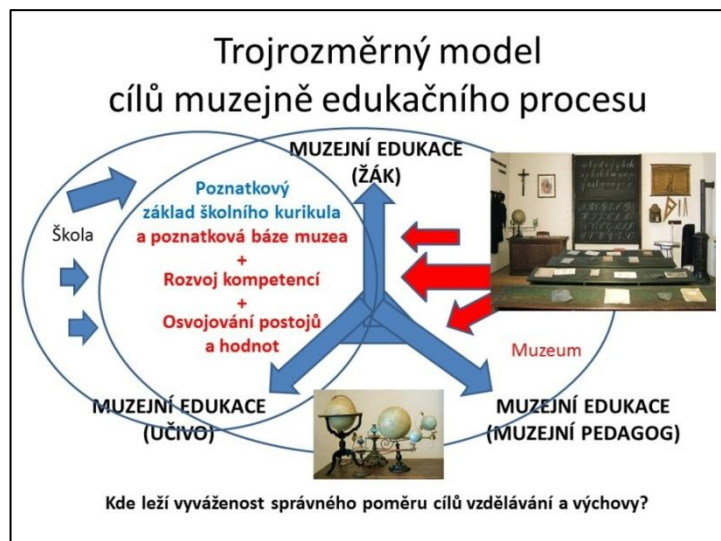 Trojrozměrný model
cílů muzejně edukačního procesu
MUZEJNÍ EDUKACE
(ŽÁK)
Poznatkový
základ školního kurikula
a poznatková báze muzea
+
Rozvoj kompetencí
+
Osvojování postojů
a hodnot
Škola
Muzeum
MUZEJNÍ EDUKACE
(UČIVO)
MUZEJNÍ EDUKACE
(MUZEJNÍ PEDAGOG)
Kde leží vyváženost správného poměru cílů vzdělávání a výchovy?